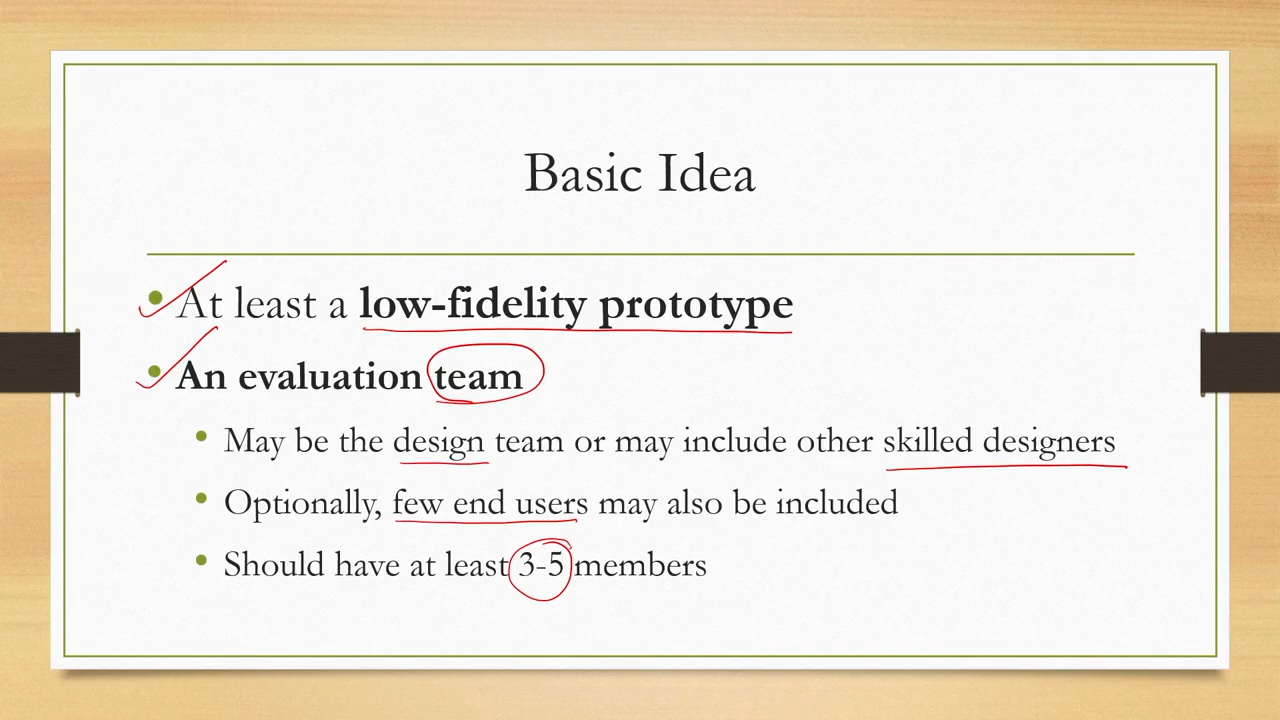 Basic Idea
At least a low-fidelity prototype
An evaluation team
May be the design team or may include other skilled designers
Optionally, few end users may also be included
Should have at least 3-5 members